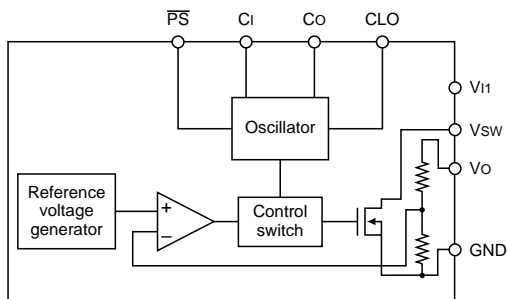 PS CI CO CLO
VI1
Oscillator
VSW
VO
Reference
voltage
generator
+
−
Control
switch
GND